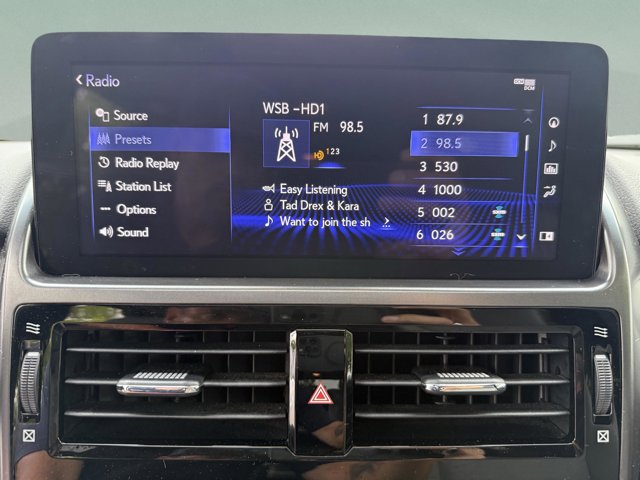 Radio
DCM
Source
Presets
Radio Replay
Station List
Options
Sound
WSB -HD1
FM 98.5
123
Easy Listening
Tad Drex & Kara
Want to join the sh ...
1 87.9
2 98.5
3 530
4 1000
5 002
6 026